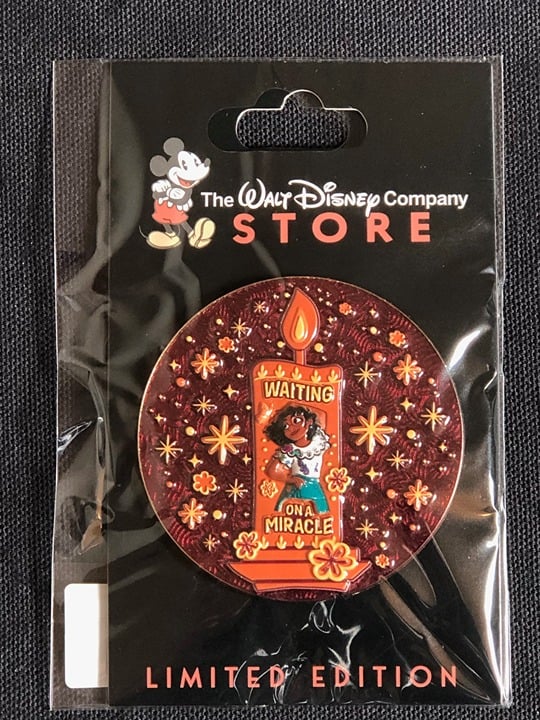 The WALT DISNEY Company
STORE
WAITING
ON A
MIRACLE
LIMITED EDITION